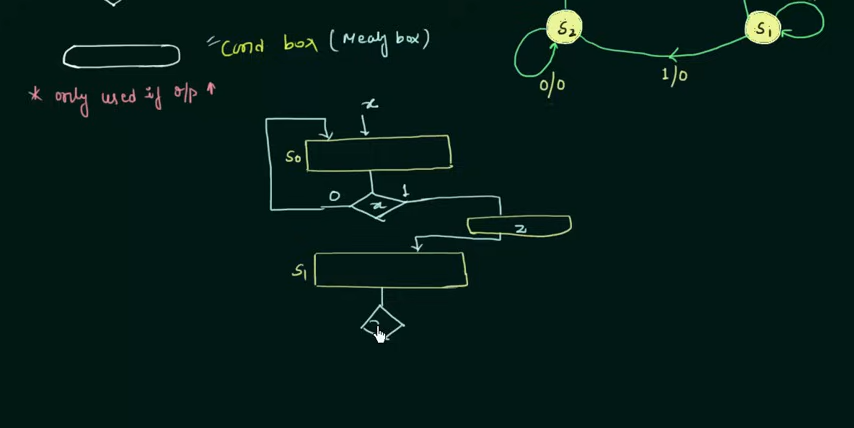 S₂
S₁
0/0
1/0
cond box (Mealy box)
* only used if o/p ↑
x
S₀
0
x
1
z
S₁